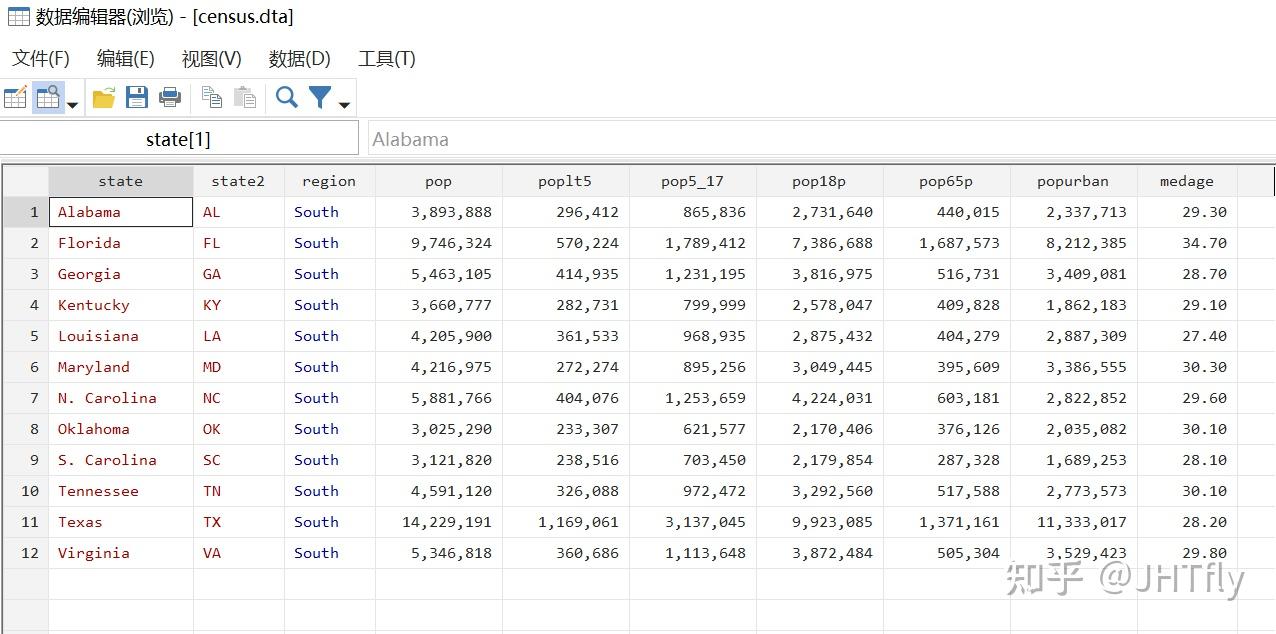 数据编辑器(浏览) - [census.dta]
文件(F) 编辑(E) 视图(V) 数据(D) 工具(T)
state[1] Alabama
state state2 region pop poplt5 pop5_17 pop18p pop65p popurban medage
1 Alabama AL South 3,893,888 296,412 865,836 2,731,640 440,015 2,337,713 29.30
2 Florida FL South 9,746,324 570,224 1,789,412 7,386,688 1,687,573 8,212,385 34.70
3 Georgia GA South 5,463,105 414,935 1,231,195 3,816,975 516,731 3,409,081 28.70
4 Kentucky KY South 3,660,777 282,731 799,999 2,578,047 409,828 1,862,183 29.10
5 Louisiana LA South 4,205,900 361,533 968,935 2,875,432 404,279 2,887,309 27.40
6 Maryland MD South 4,216,975 272,274 895,256 3,049,445 395,609 3,386,555 30.30
7 N. Carolina NC South 5,881,766 404,076 1,253,659 4,224,031 603,181 2,822,852 29.60
8 Oklahoma OK South 3,025,290 233,307 621,577 2,170,406 376,126 2,035,082 30.10
9 S. Carolina SC South 3,121,820 238,516 703,450 2,179,854 287,328 1,689,253 28.10
10 Tennessee TN South 4,591,120 326,088 972,472 3,292,560 517,588 2,773,573 30.10
11 Texas TX South 14,229,191 1,169,061 3,137,045 9,923,085 1,371,161 11,333,017 28.20
12 Virginia VA South 5,346,818 360,686 1,113,648 3,872,484 505,304 3,529,423 29.80
知乎 @JHTfly